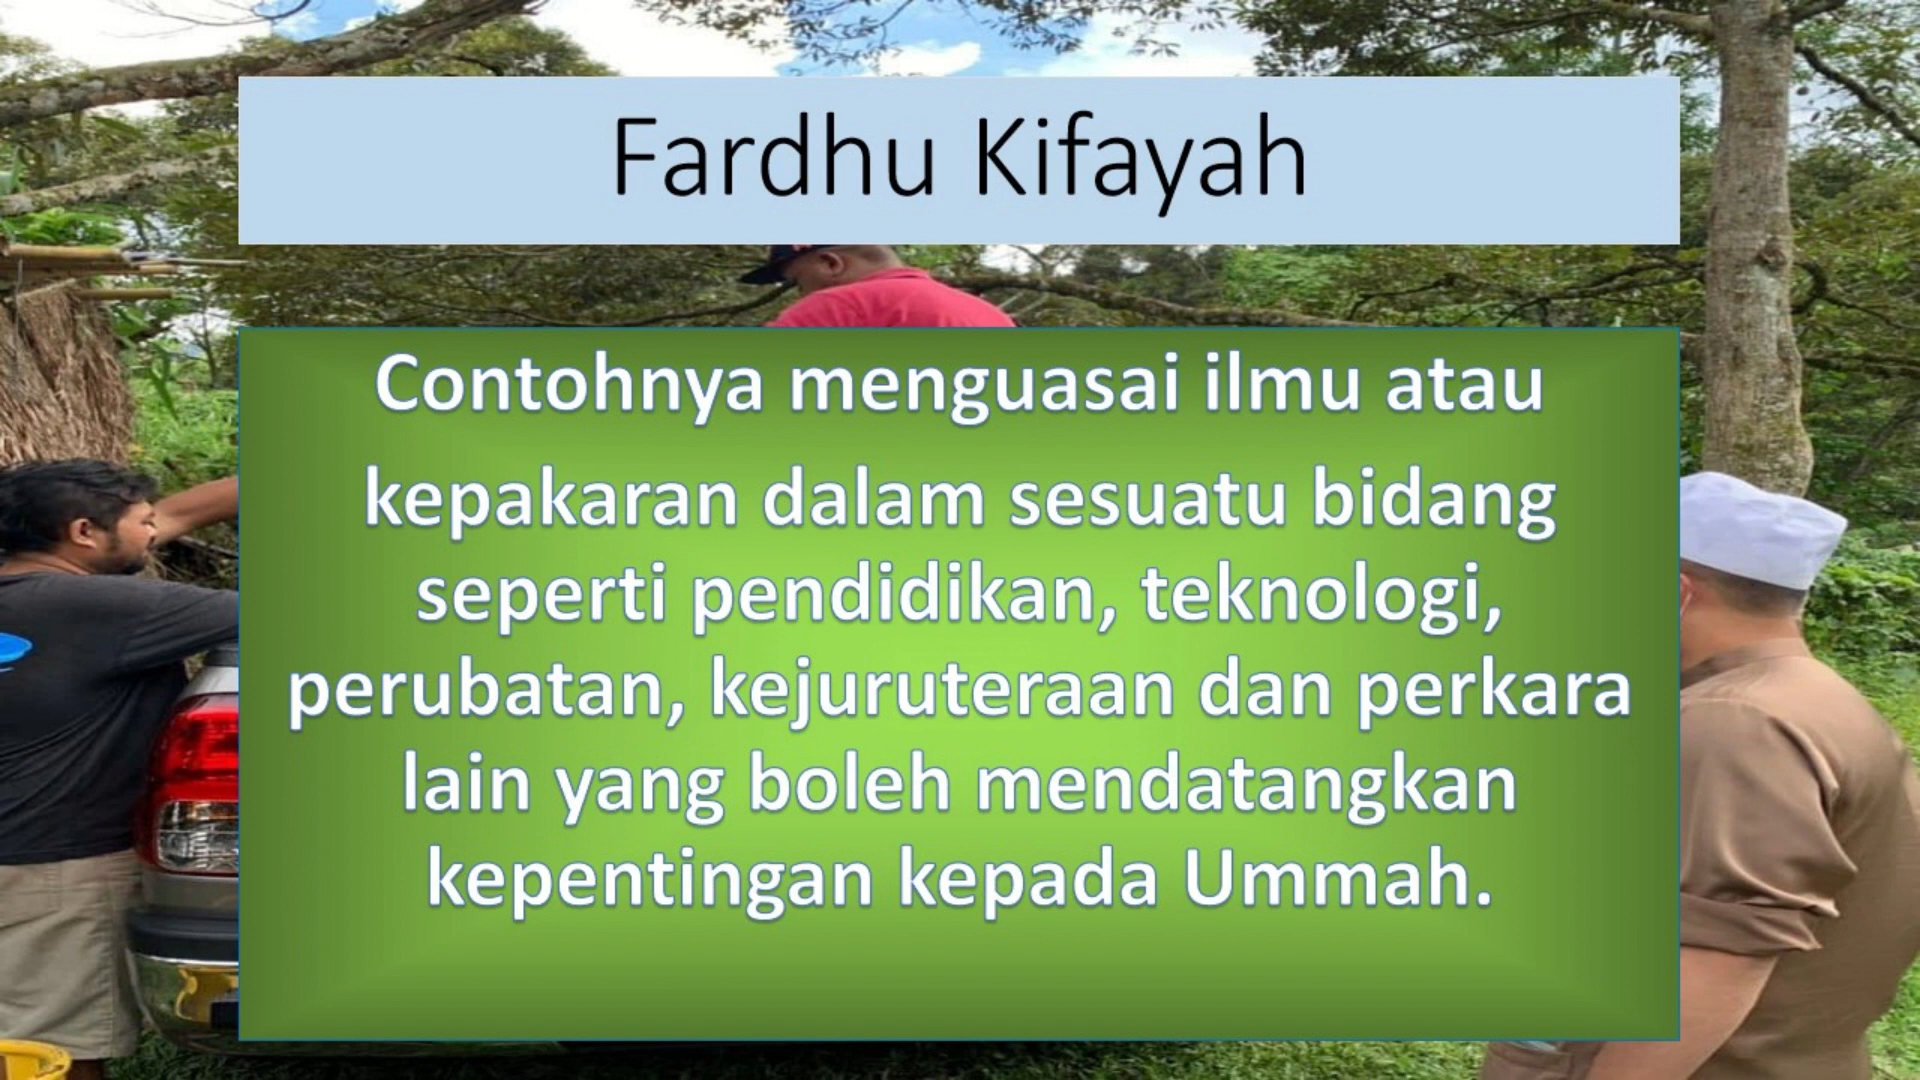 Fardhu Kifayah
Contohnya menguasai ilmu atau
kepakaran dalam sesuatu bidang
seperti pendidikan, teknologi,
perubatan, kejuruteraan dan perkara
lain yang boleh mendatangkan
kepentingan kepada Ummah.